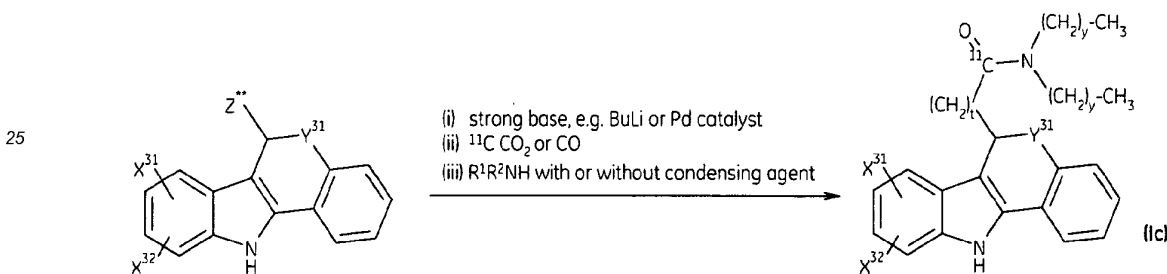 25
Z**
Y³¹
X³¹
X³²
N
H
(i) strong base, e.g. BuLi or Pd catalyst
(ii) ¹¹C CO₂ or CO
(iii) R¹R²NH with or without condensing agent
O
¹¹C
N
(CH₂)y-CH₃
(CH₂)y-CH₃
(CH₂)t
Y³¹
X³¹
X³²
N
H
(Ic)